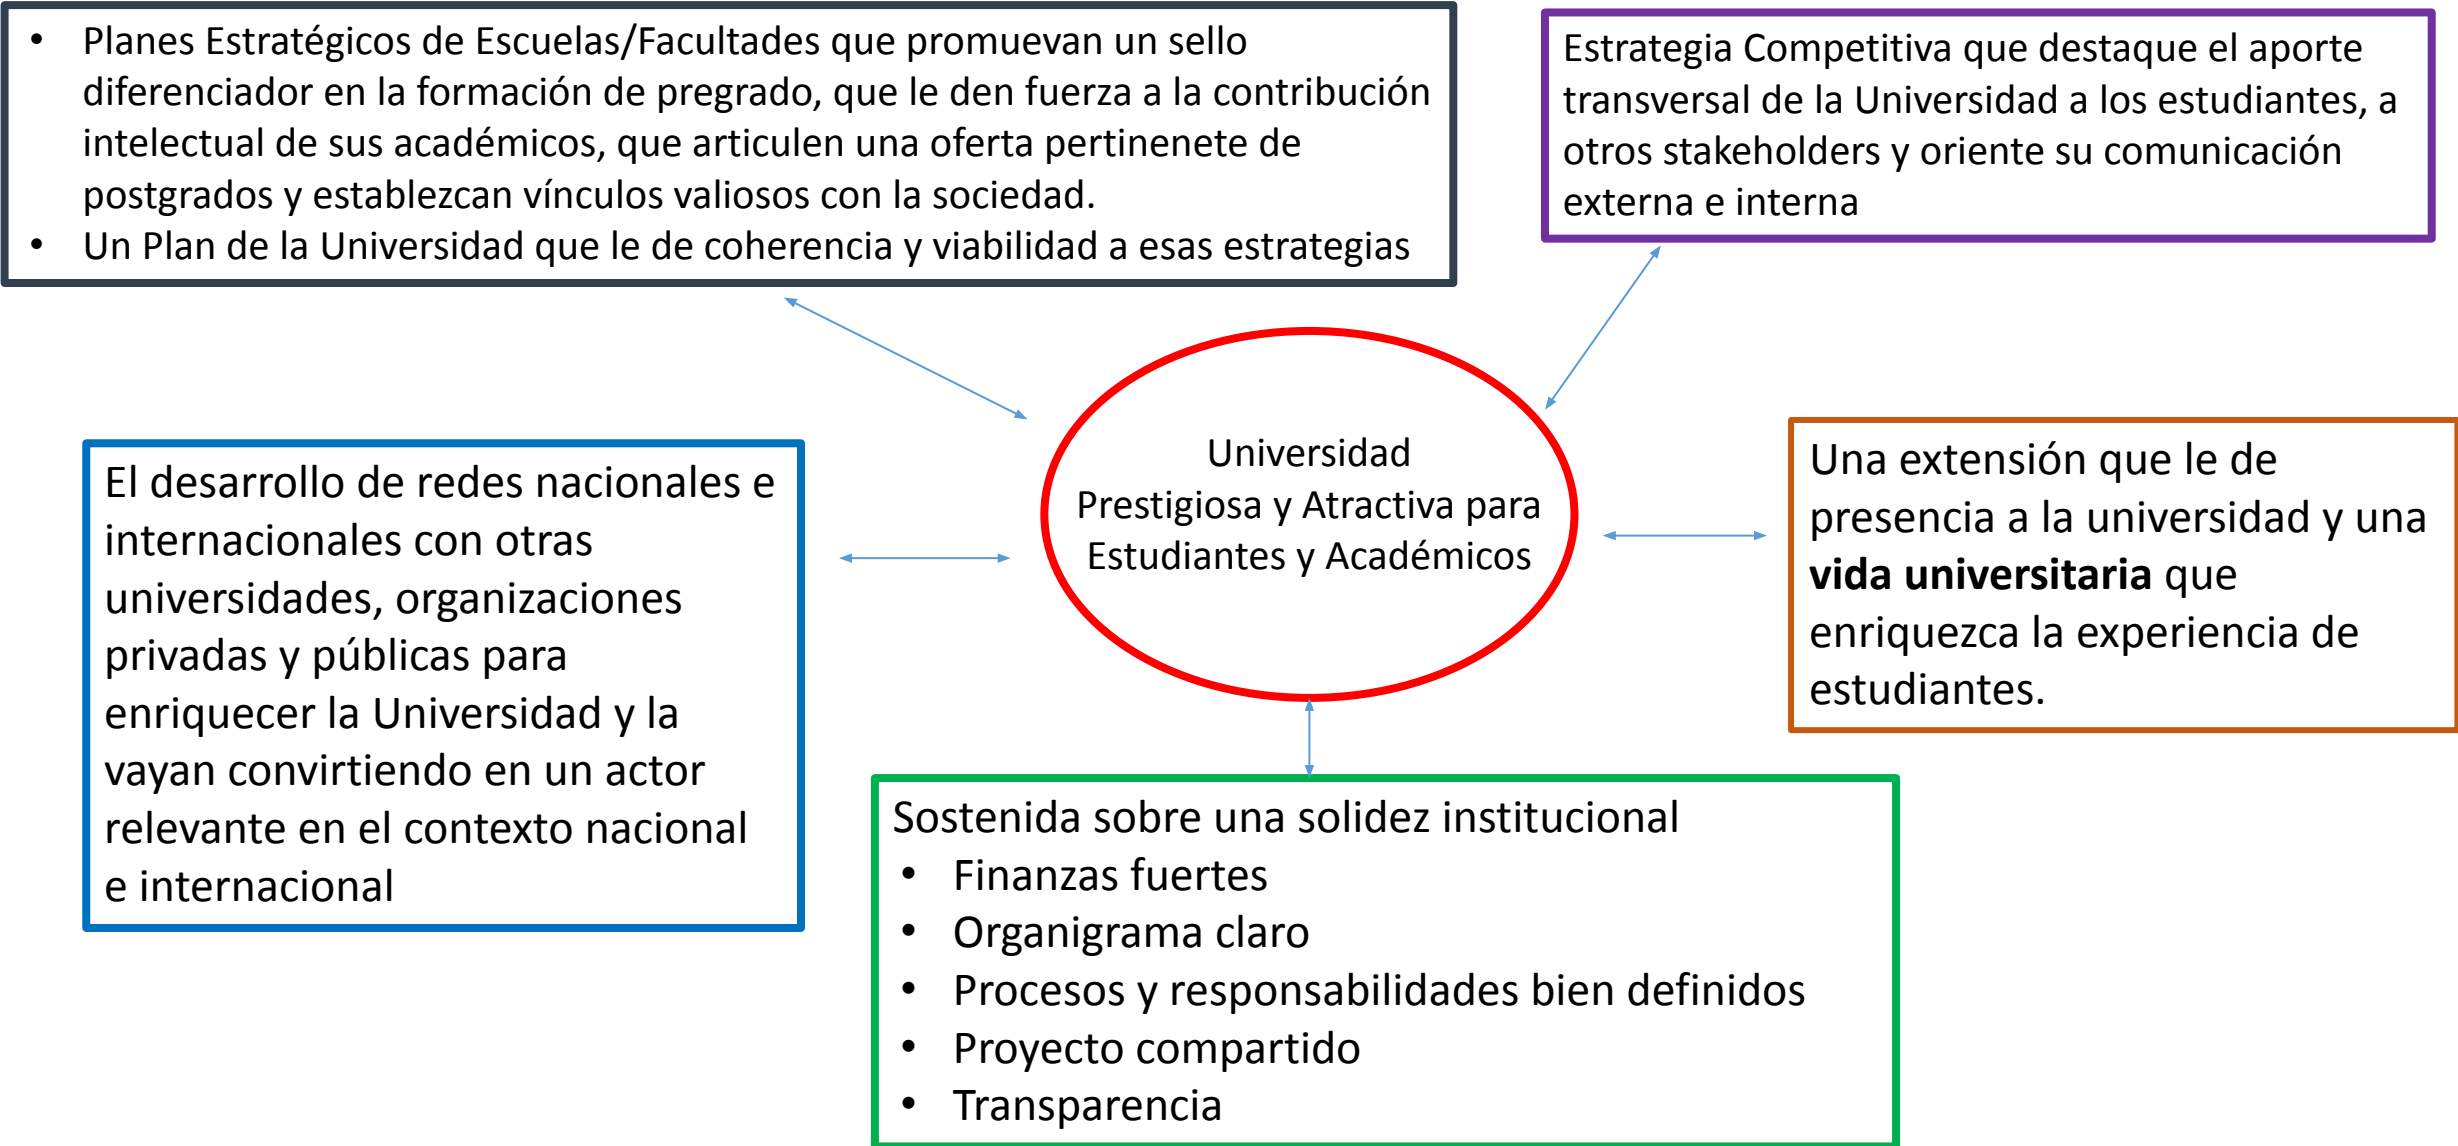 • Planes Estratégicos de Escuelas/Facultades que promuevan un sello
diferenciador en la formación de pregrado, que le den fuerza a la contribución
intelectual de sus académicos, que articulen una oferta pertinenete de
postgrados y establezcan vínculos valiosos con la sociedad.
• Un Plan de la Universidad que le de coherencia y viabilidad a esas estrategias
Estrategia Competitiva que destaque el aporte
transversal de la Universidad a los estudiantes, a
otros stakeholders y oriente su comunicación
externa e interna
El desarrollo de redes nacionales e
internacionales con otras
universidades, organizaciones
privadas y públicas para
enriquecer la Universidad y la
vayan convirtiendo en un actor
relevante en el contexto nacional
e internacional
Universidad
Prestigiosa y Atractiva para
Estudiantes y Académicos
Una extensión que le de
presencia a la universidad y una
vida universitaria que
enriquezca la experiencia de
estudiantes.
Sostenida sobre una solidez institucional
• Finanzas fuertes
• Organigrama claro
• Procesos y responsabilidades bien definidos
• Proyecto compartido
• Transparencia